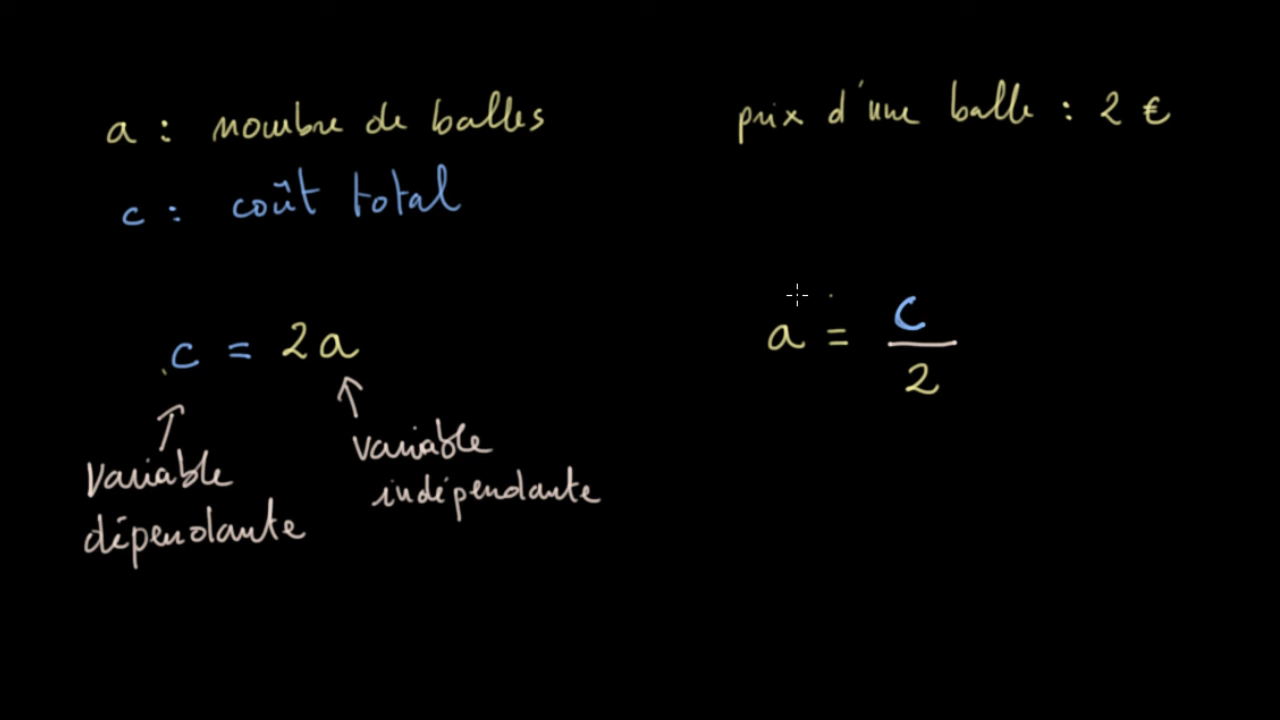 a : nombre de balles
prix d'une balle : 2 €
c : coût total
c = 2a
a = c/2
variable dépendante
variable indépendante